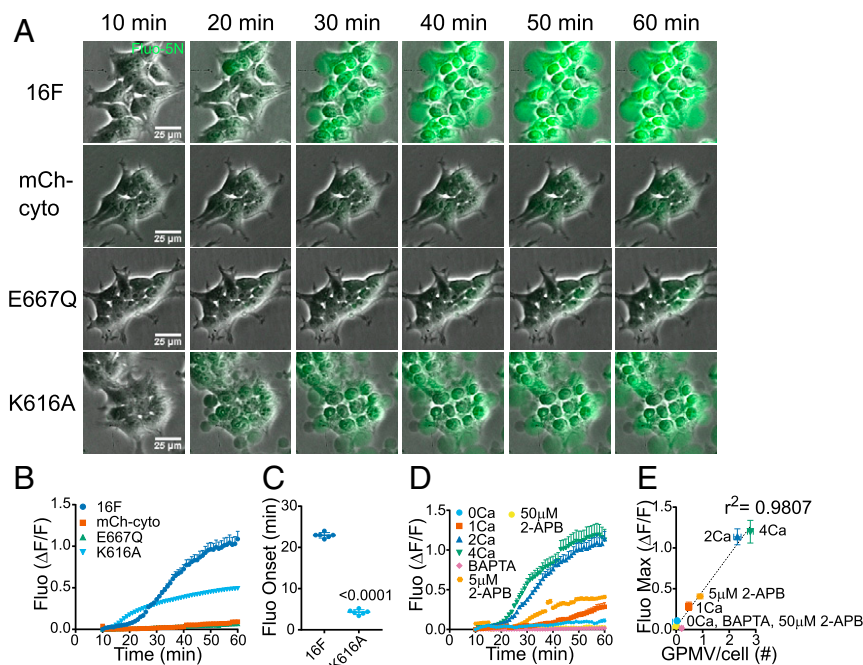 A
10 min 20 min 30 min 40 min 50 min 60 min
Fluo-5N
16F
25 µm
mCh-
cyto
25 µm
E667Q
25 µm
K616A
25 µm
B
Fluo (ΔF/F)
1.5
1.0
0.5
0.0
0 10 20 30 40 50 60
Time (min)
16F
mCh-cyto
E667Q
K616A
C
Fluo Onset (min)
30
20
10
0
<0.0001
16F
K616A
D
Fluo (ΔF/F)
1.5
1.0
0.5
0.0
0 10 20 30 40 50 60
Time (min)
0Ca
1Ca
2Ca
4Ca
BAPTA
5µM
2-APB
50µM
2-APB
E
Fluo Max (ΔF/F)
1.5
1.0
0.5
0.0
0 1 2 3
GPMV/cell (#)
r2= 0.9807
2Ca
4Ca
5µM 2-APB
1Ca
0Ca, BAPTA, 50µM 2-APB